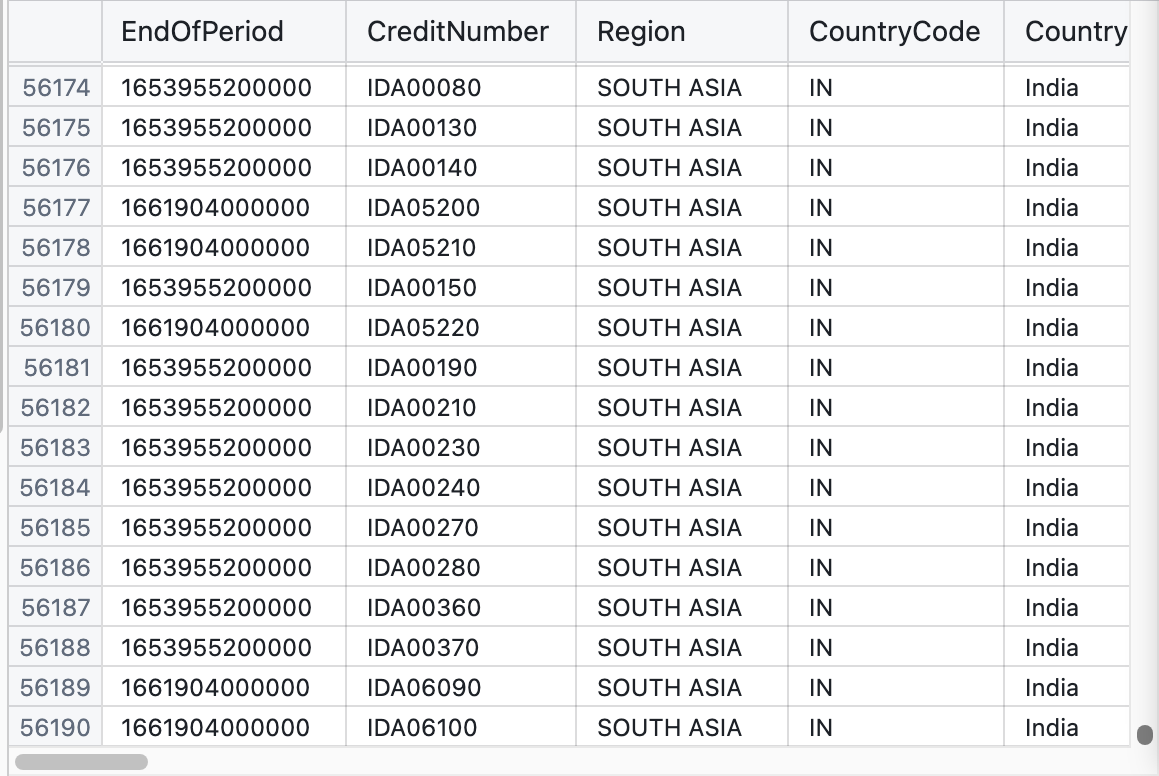 EndOfPeriod CreditNumber Region CountryCode Country
56174 1653955200000 IDA00080 SOUTH ASIA IN India
56175 1653955200000 IDA00130 SOUTH ASIA IN India
56176 1653955200000 IDA00140 SOUTH ASIA IN India
56177 1661904000000 IDA05200 SOUTH ASIA IN India
56178 1661904000000 IDA05210 SOUTH ASIA IN India
56179 1653955200000 IDA00150 SOUTH ASIA IN India
56180 1661904000000 IDA05220 SOUTH ASIA IN India
56181 1653955200000 IDA00190 SOUTH ASIA IN India
56182 1653955200000 IDA00210 SOUTH ASIA IN India
56183 1653955200000 IDA00230 SOUTH ASIA IN India
56184 1653955200000 IDA00240 SOUTH ASIA IN India
56185 1653955200000 IDA00270 SOUTH ASIA IN India
56186 1653955200000 IDA00280 SOUTH ASIA IN India
56187 1653955200000 IDA00360 SOUTH ASIA IN India
56188 1653955200000 IDA00370 SOUTH ASIA IN India
56189 1661904000000 IDA06090 SOUTH ASIA IN India
56190 1661904000000 IDA06100 SOUTH ASIA IN India